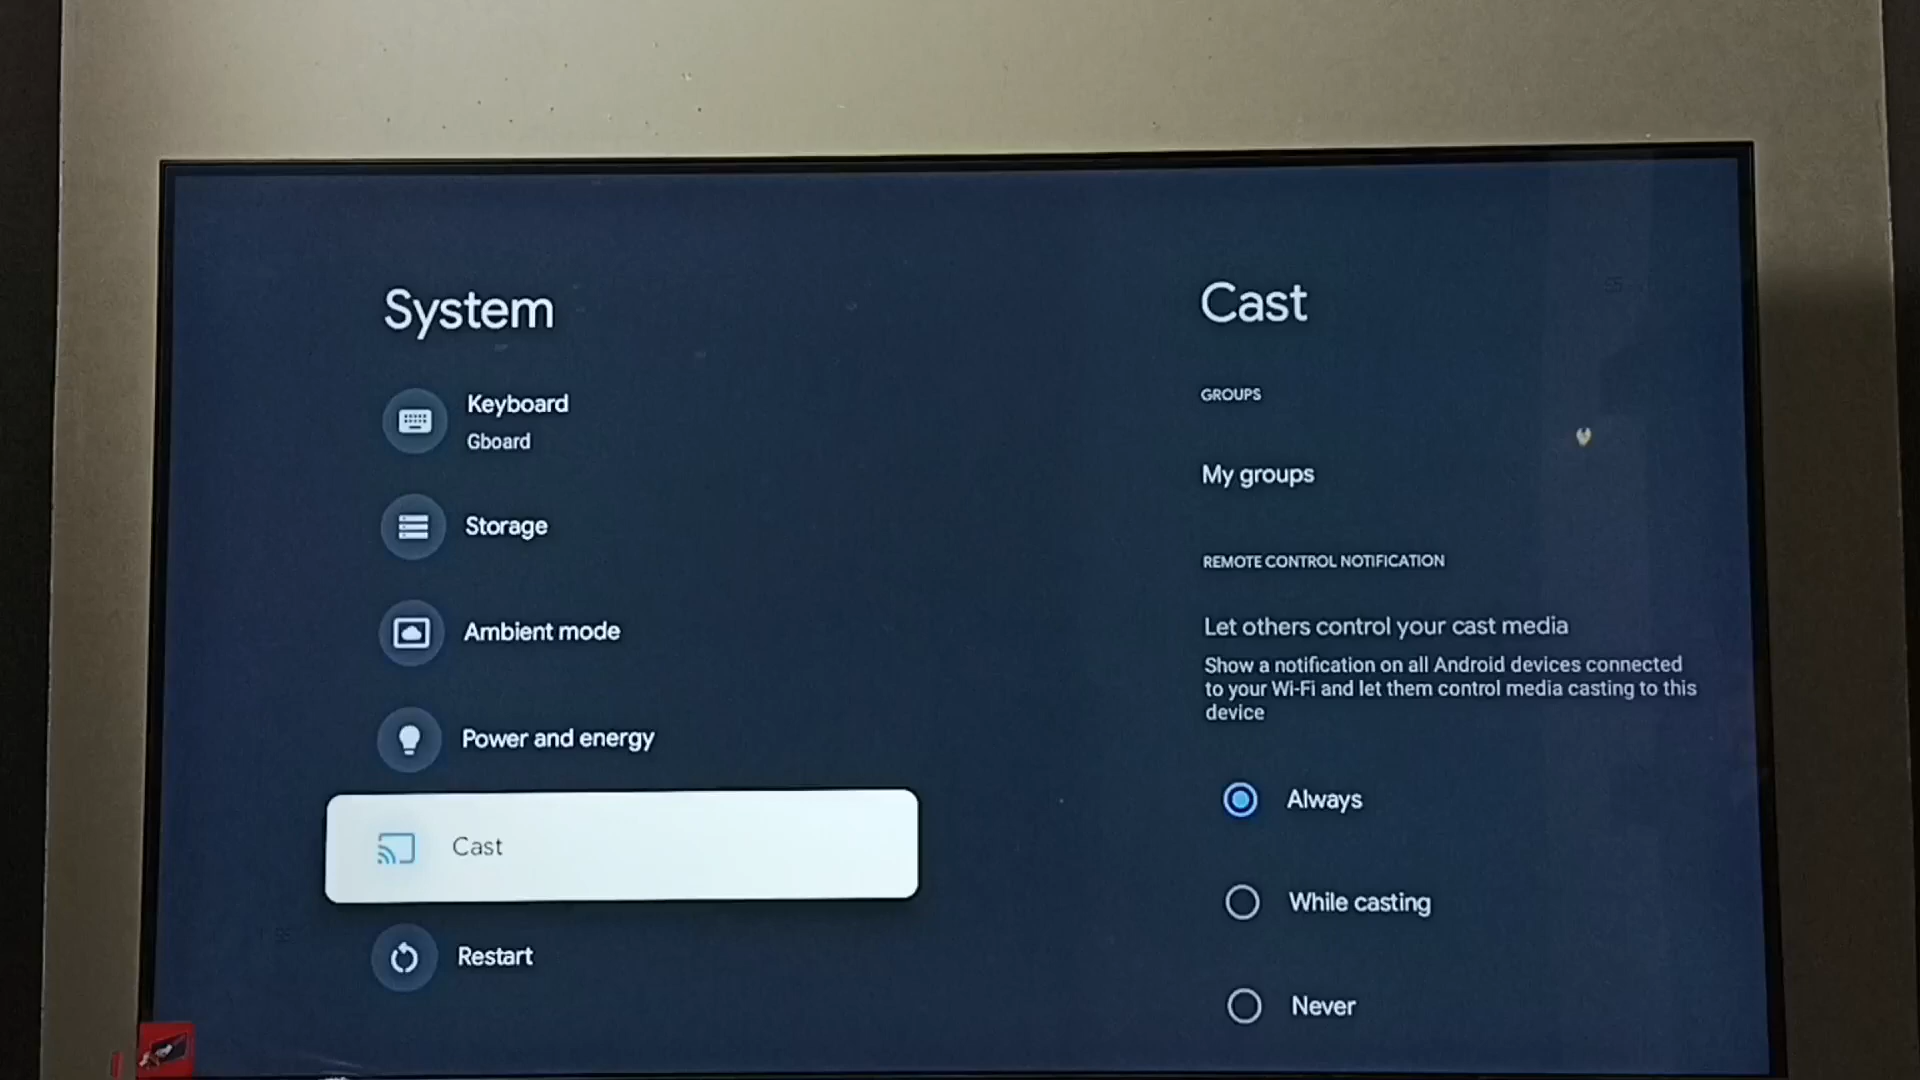 System
Keyboard
Gboard
Storage
Ambient mode
Power and energy
Cast
Restart
Cast
GROUPS
My groups
REMOTE CONTROL NOTIFICATION
Let others control your cast media
Show a notification on all Android devices connected
to your Wi-Fi and let them control media casting to this
device
Always
While casting
Never